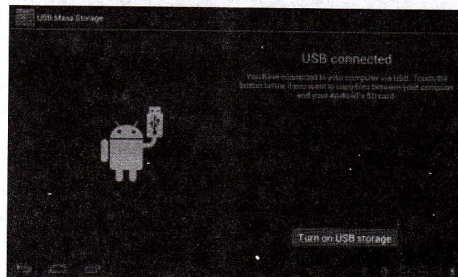 USB Mass Storage
USB connected
You have connected to your computer via USB. Touch the
button below if you want to copy files between your computer
and your Android's SD card.
Turn on USB storage